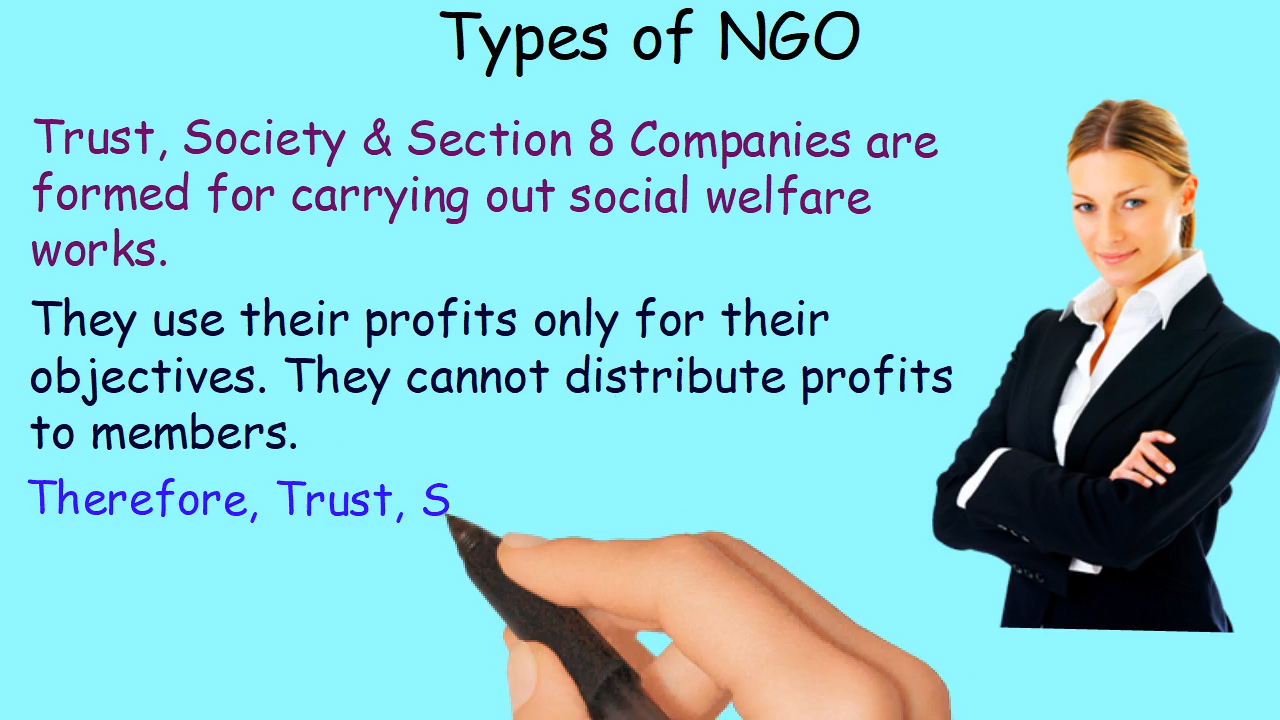 Types of NGO
Trust, Society & Section 8 Companies are
formed for carrying out social welfare
works.
They use their profits only for their
objectives. They cannot distribute profits
to members.
Therefore, Trust, S